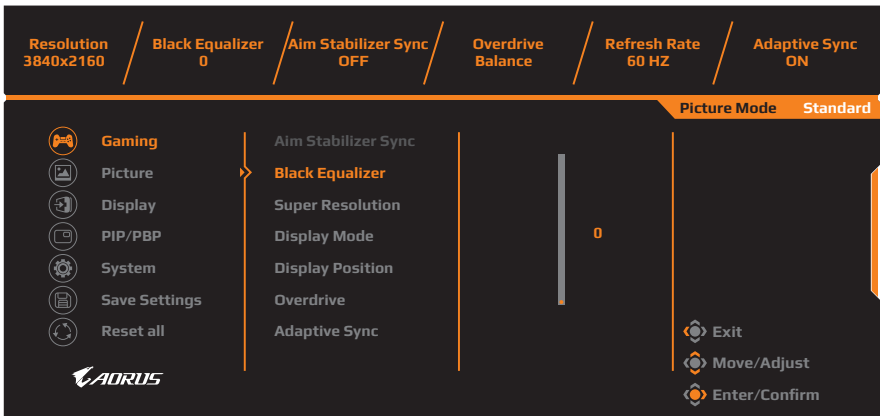 Resolution
3840x2160
Black Equalizer
0
Aim Stabilizer Sync
OFF
Overdrive
Balance
Refresh Rate
60 HZ
Adaptive Sync
ON
Picture Mode Standard
Gaming
Picture
Display
PIP/PBP
System
Save Settings
Reset all
Aim Stabilizer Sync
Black Equalizer
Super Resolution
Display Mode
Display Position
Overdrive
Adaptive Sync
0
Exit
Move/Adjust
Enter/Confirm
AORUS